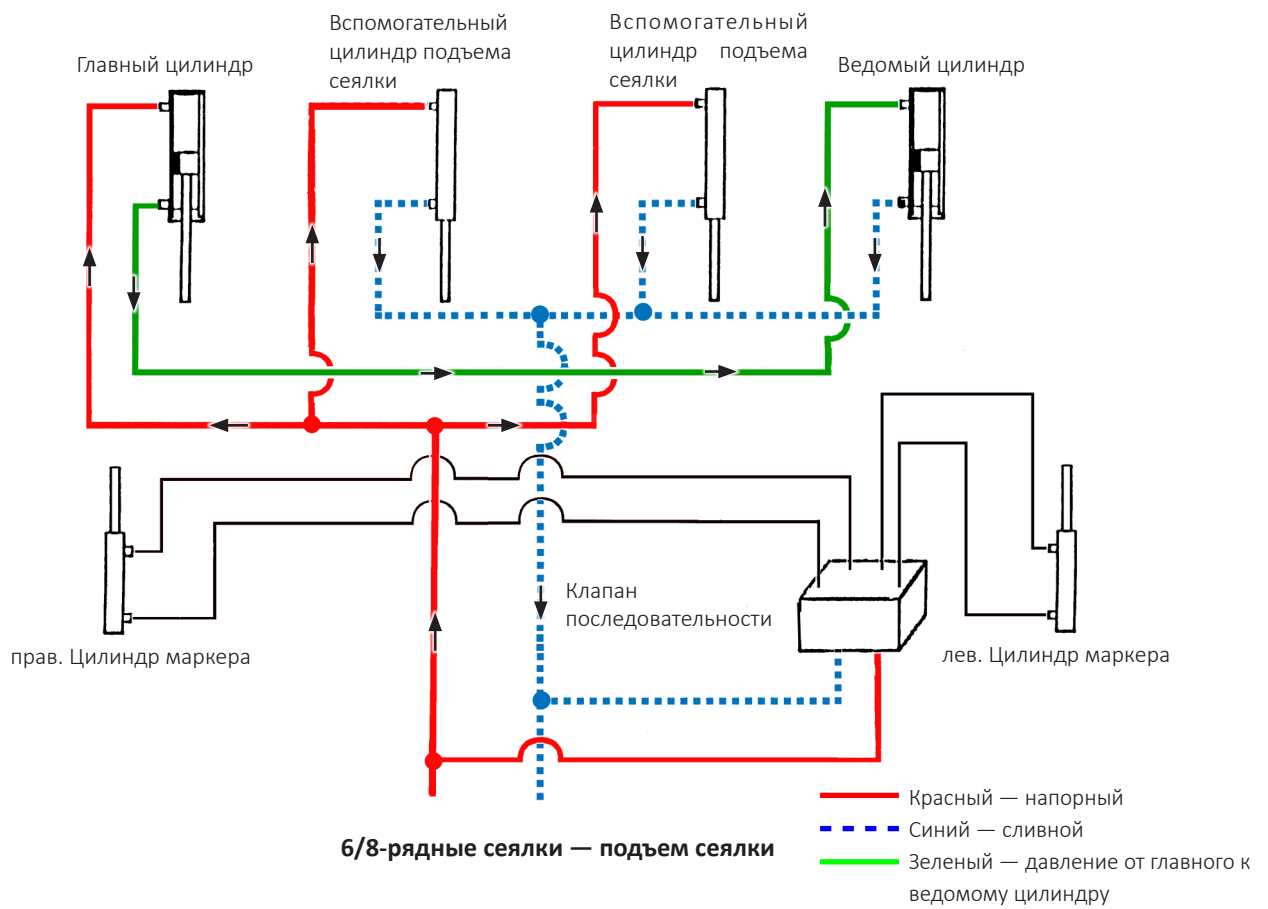 Главный цилиндр
Вспомогательный
цилиндр подъема
сеялки
Вспомогательный
цилиндр подъема
сеялки
Ведомый цилиндр
Клапан
последовательности
прав. Цилиндр маркера
лев. Цилиндр маркера
Красный — напорный
Синий — сливной
Зеленый — давление от главного к
ведомому цилиндру
6/8-рядные сеялки — подъем сеялки